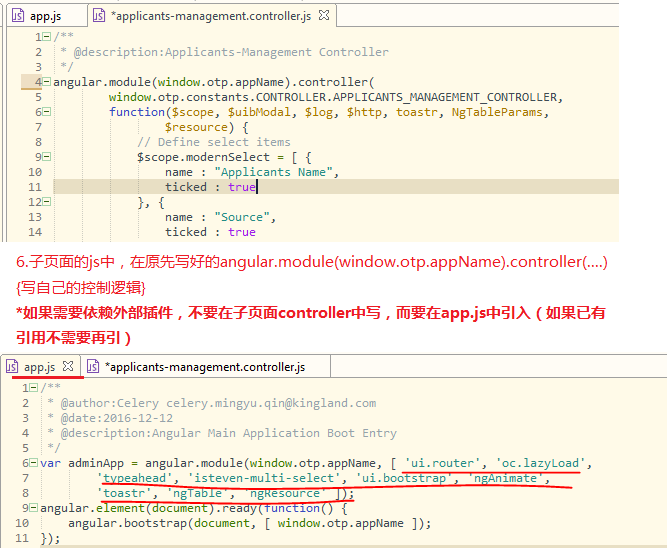 app.js *applicants-management.controller.js
1 /**
2 * @description:Applicants-Management Controller
3 */
4 angular.module(window.otp.appName).controller(
5 window.otp.constants.CONTROLLER.APPLICANTS_MANAGEMENT_CONTROLLER,
6 function($scope, $uibModal, $log, $http, toastr, NgTableParams,
7 $resource) {
8 // Define select items
9 $scope.modernSelect = [ {
10 name : "Applicants Name",
11 ticked : true
12 }, {
13 name : "Source",
14 ticked : true
6.子页面的js中，在原先写好的angular.module(window.otp.appName).controller(....)
{写自己的控制逻辑}
*如果需要依赖外部插件，不要在子页面controller中写，而要在app.js中引入（如果已有
引用不需要再引）
app.js *applicants-management.controller.js
1 /**
2 * @author:Celery celery.mingyu.qin@kingland.com
3 * @date:2016-12-12
4 * @description:Angular Main Application Boot Entry
5 */
6 var adminApp = angular.module(window.otp.appName, [ 'ui.router', 'oc.lazyLoad',
7 'typeahead', 'isteven-multi-select', 'ui.bootstrap', 'ngAnimate',
8 'toastr', 'ngTable', 'ngResource' ]);
9 angular.element(document).ready(function() {
10 angular.bootstrap(document, [ window.otp.appName ]);
11 });